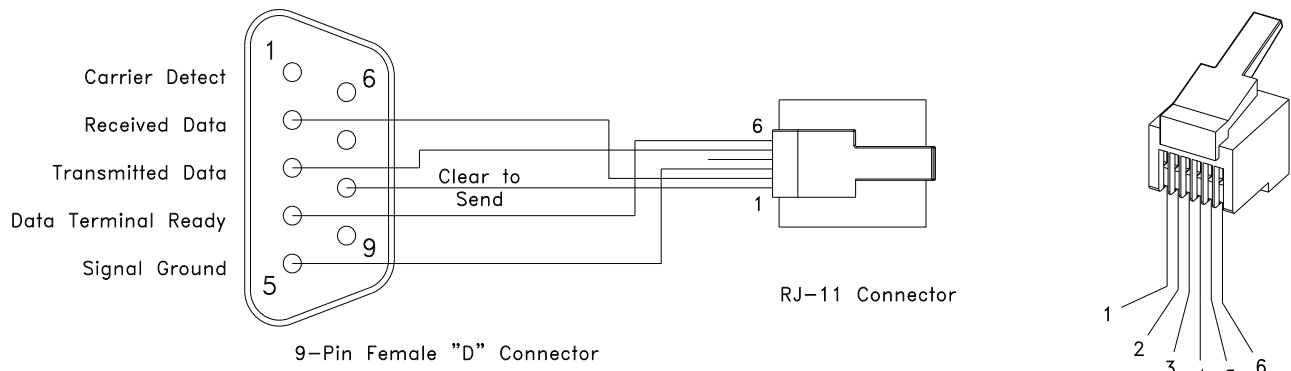 1
Carrier Detect
6
Received Data
6
Transmitted Data
Clear to
Send
1
Data Terminal Ready
9
Signal Ground
5
RJ-11 Connector
9-Pin Female "D" Connector
1
2
3
6